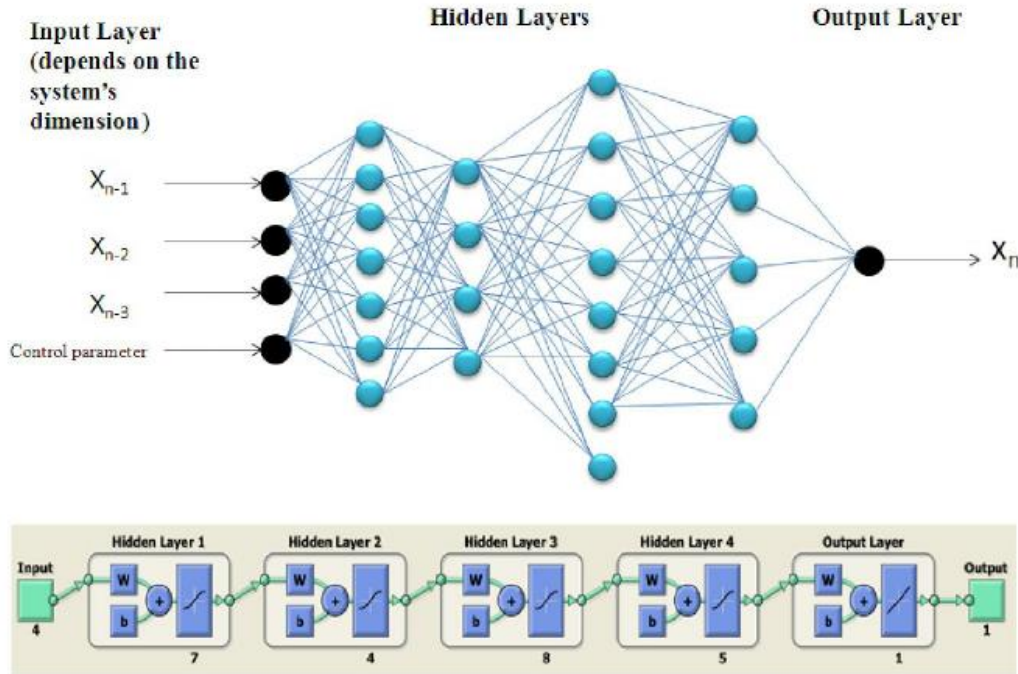 Hidden Layers
Output Layer
Input Layer
(depends on the
system's
dimension)
Xn-1
Xn-2
Xn-3
Control parameter
Xn
Hidden Layer 1
Hidden Layer 2
Hidden Layer 3
Hidden Layer 4
Output Layer
Input
Output
W
b
+
W
b
+
W
b
+
W
b
+
W
b
+
4
7
4
8
5
1
1